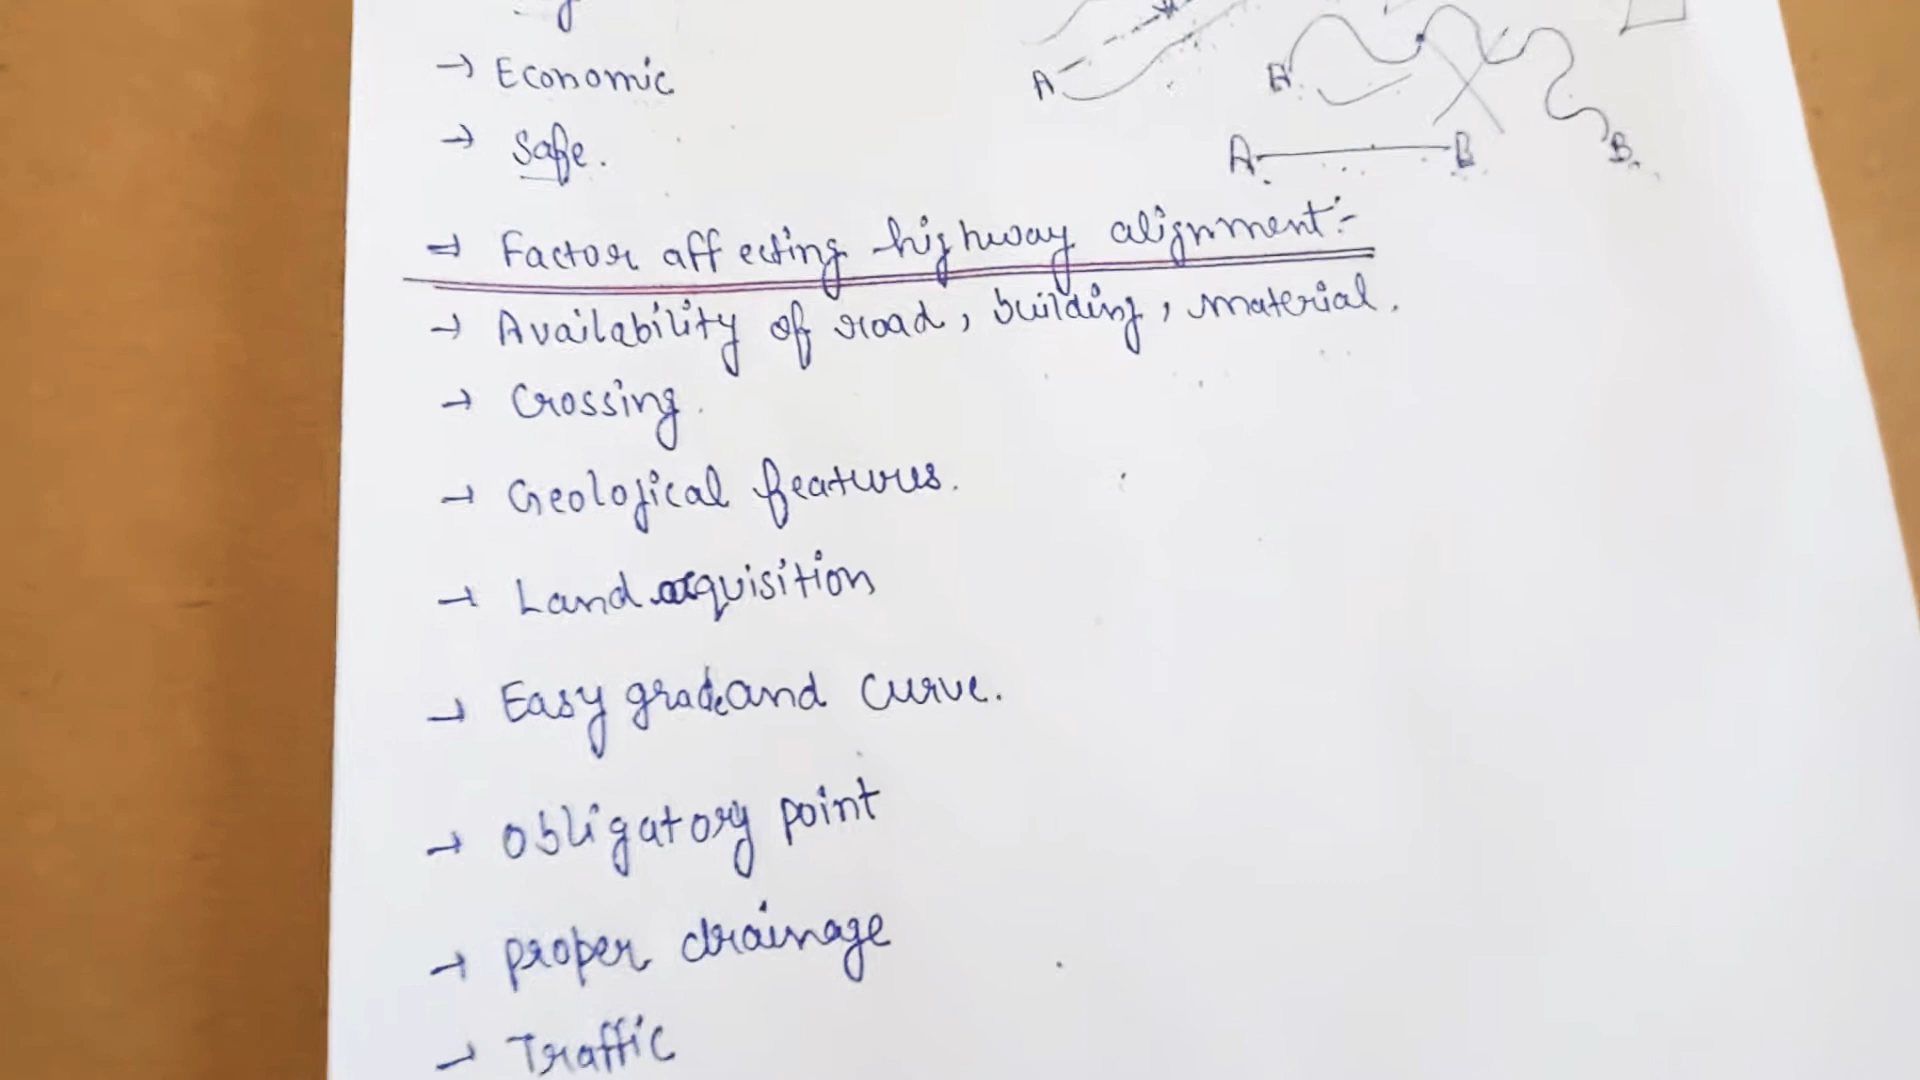 → Economic
→ Safe.
A
A
B.
A
B
⇒ Factor affecting highway alignment:-
→ Availability of road, building, material.
→ Crossing.
→ Geological features.
→ Land acquisition
→ Easy grade and curve.
→ Obligatory point
→ proper drainage
→ Traffic